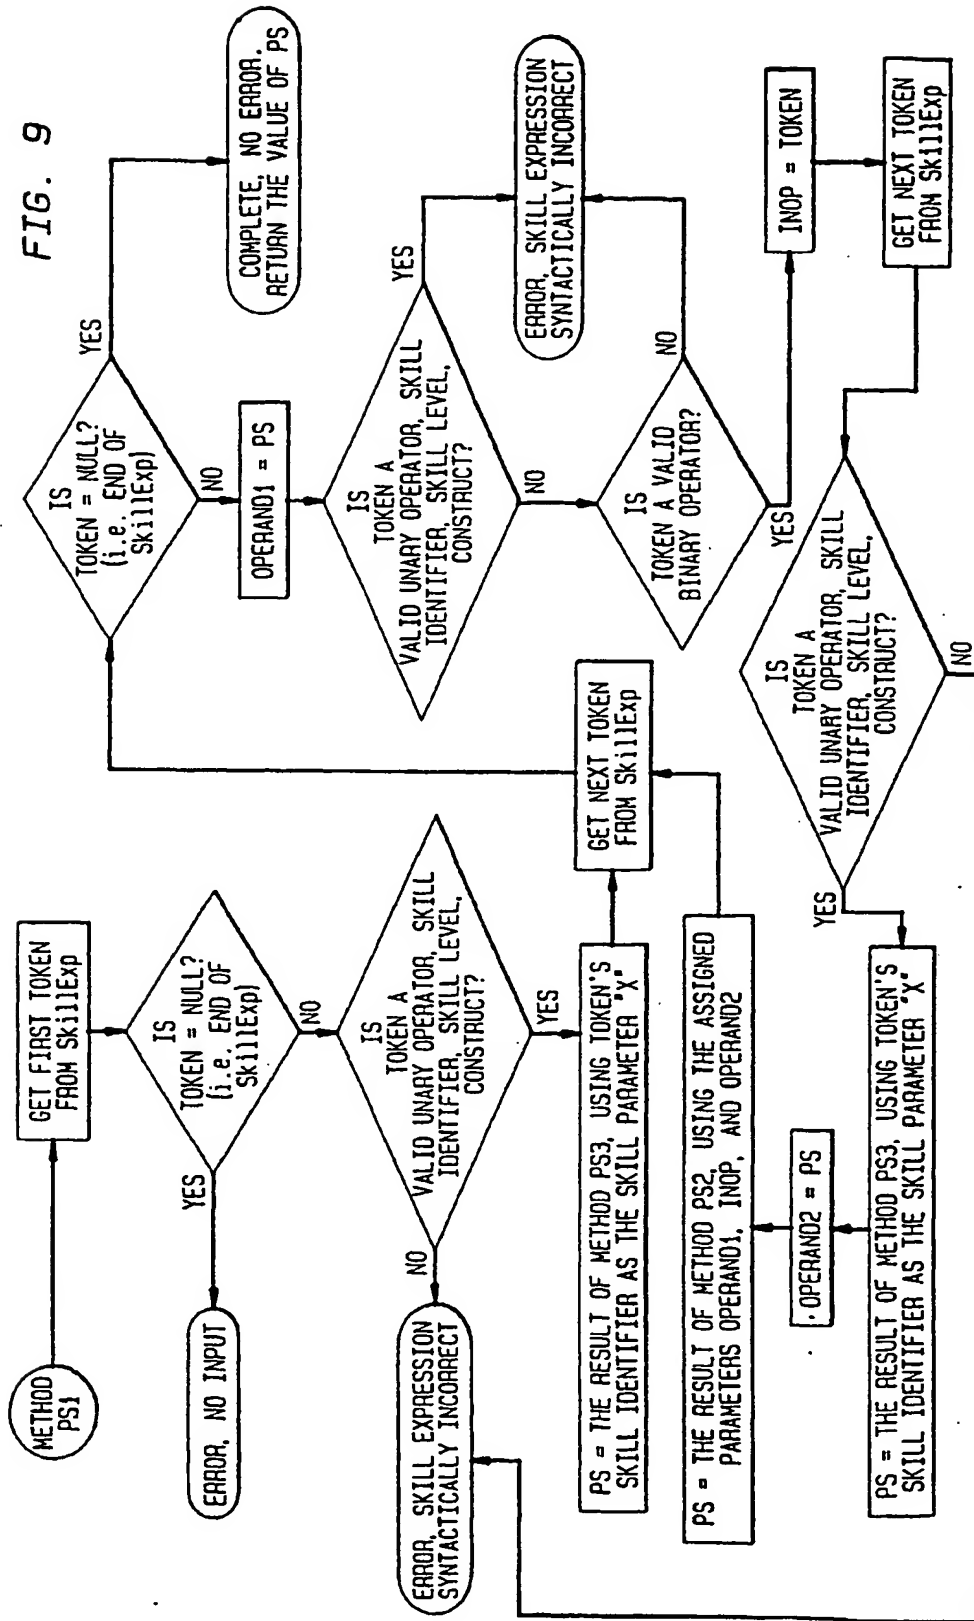 FIG. 9
METHOD
PS1
GET FIRST TOKEN
FROM SkillExp
IS
TOKEN = NULL?
(i.e. END OF
SkillExp)
YES
ERROR, NO INPUT
NO
IS
TOKEN A
VALID UNARY OPERATOR, SKILL
IDENTIFIER, SKILL LEVEL,
CONSTRUCT?
NO
ERROR, SKILL EXPRESSION
SYNTACTICALLY INCORRECT
YES
PS = THE RESULT OF METHOD PS3, USING TOKEN'S
SKILL IDENTIFIER AS THE SKILL PARAMETER "X"
GET NEXT TOKEN
FROM SkillExp
IS
TOKEN = NULL?
(i.e. END OF
SkillExp)
YES
COMPLETE, NO ERROR.
RETURN THE VALUE OF PS
NO
OPERAND1 = PS
IS
TOKEN A
VALID UNARY OPERATOR, SKILL
IDENTIFIER, SKILL LEVEL,
CONSTRUCT?
YES
ERROR, SKILL EXPRESSION
SYNTACTICALLY INCORRECT
NO
IS
TOKEN A VALID
BINARY OPERATOR?
NO
YES
INOP = TOKEN
GET NEXT TOKEN
FROM SkillExp
IS
TOKEN A
VALID UNARY OPERATOR, SKILL
IDENTIFIER, SKILL LEVEL,
CONSTRUCT?
NO
YES
PS = THE RESULT OF METHOD PS3, USING TOKEN'S
SKILL IDENTIFIER AS THE SKILL PARAMETER "X"
OPERAND2 = PS
PS = THE RESULT OF METHOD PS2, USING THE ASSIGNED
PARAMETERS OPERAND1, INOP, AND OPERAND2